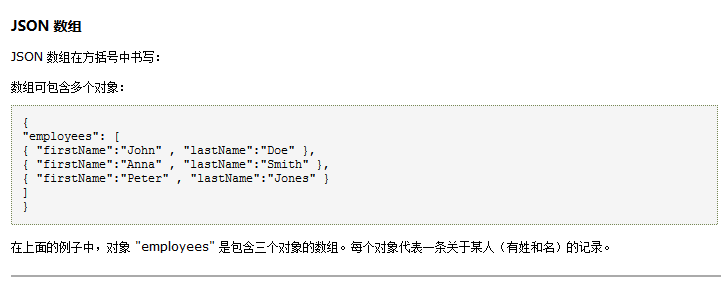 JSON 数组
JSON 数组在方括号中书写：
数组可包含多个对象：
{
"employees": [
{ "firstName":"John" , "lastName":"Doe" },
{ "firstName":"Anna" , "lastName":"Smith" },
{ "firstName":"Peter" , "lastName":"Jones" }
]
}
在上面的例子中，对象 "employees" 是包含三个对象的数组。每个对象代表一条关于某人（有姓和名）的记录。